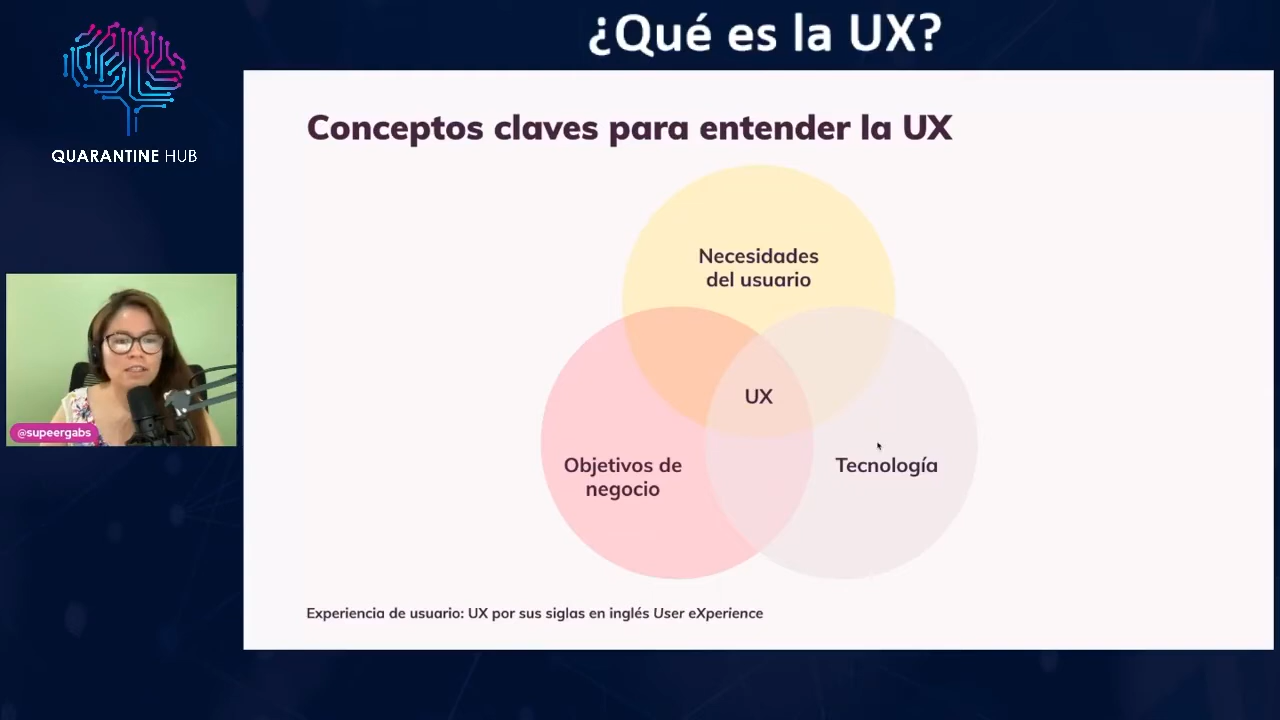 ¿Qué es la UX?
QUARANTINE HUB
Conceptos claves para entender la UX
Necesidades
del usuario
UX
Objetivos de
negocio
Tecnología
@supeergabs
Experiencia de usuario: UX por sus siglas en inglés User eXperience